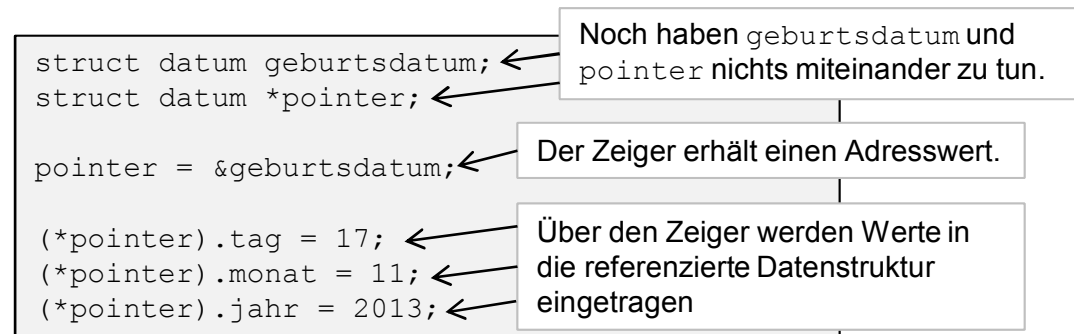 struct datum geburtsdatum;
struct datum *pointer;
Noch haben geburtsdatum und
pointer nichts miteinander zu tun.
pointer = &geburtsdatum;
Der Zeiger erhält einen Adresswert.
(*pointer).tag = 17;
(*pointer).monat = 11;
(*pointer).jahr = 2013;
Über den Zeiger werden Werte in
die referenzierte Datenstruktur
eingetragen